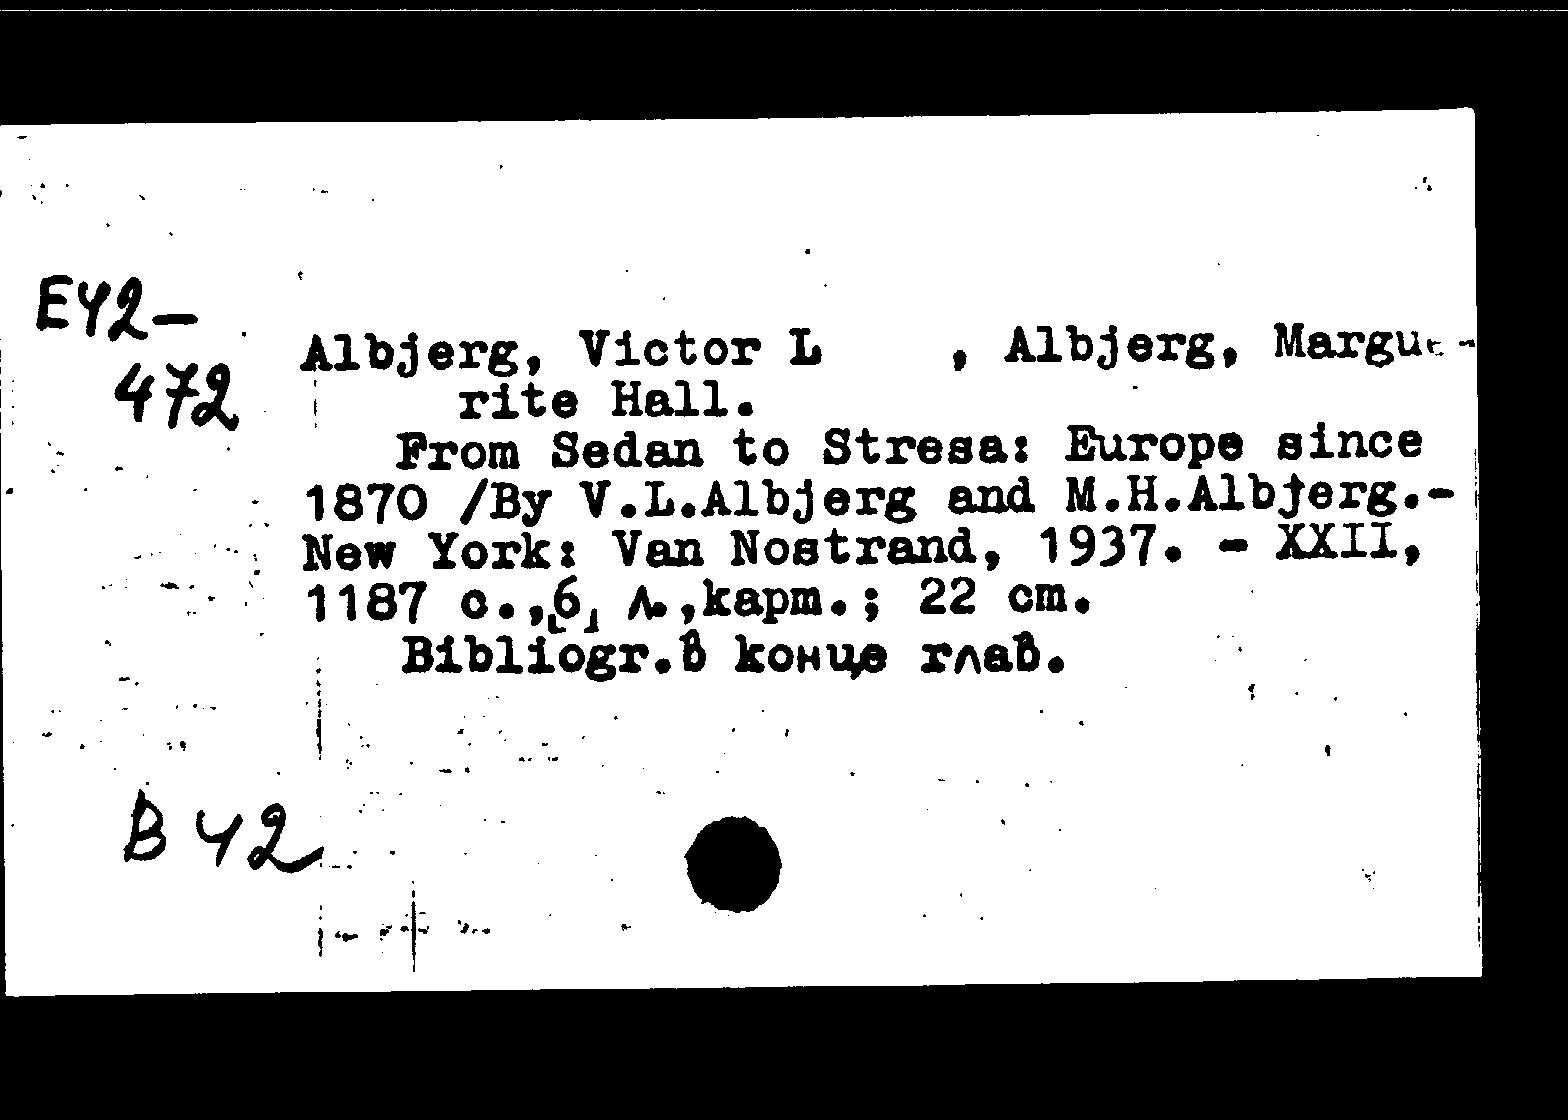 E42-
472
Albjerg, Victor L , Albjerg, Margue-
rite Hall.
From Sedan to Stresa: Europe since
1870 /By V.L.Albjerg and M.H.Albjerg.-
New York: Van Nostrand, 1937. - XXII,
1187 c.,[6] л.,карт.; 22 cm.
Bibliogr.в конце глав.
B 42